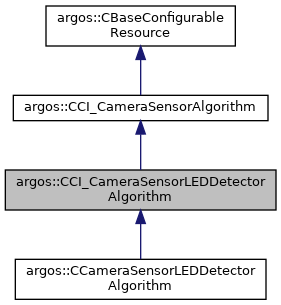 argos::CBaseConfigurable
Resource
argos::CCI_CameraSensorAlgorithm
argos::CCI_CameraSensorLEDDetector
Algorithm
argos::CCameraSensorLEDDetector
Algorithm